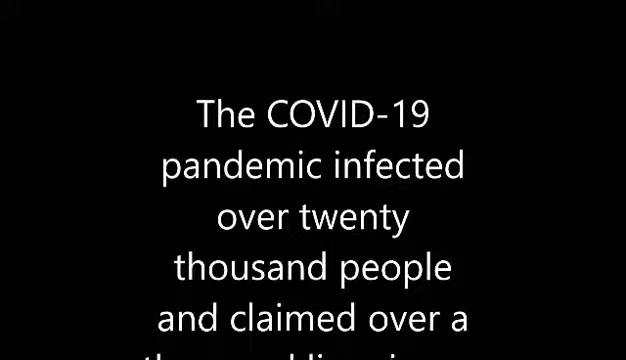 The COVID-19
pandemic infected
over twenty
thousand people
and claimed over a